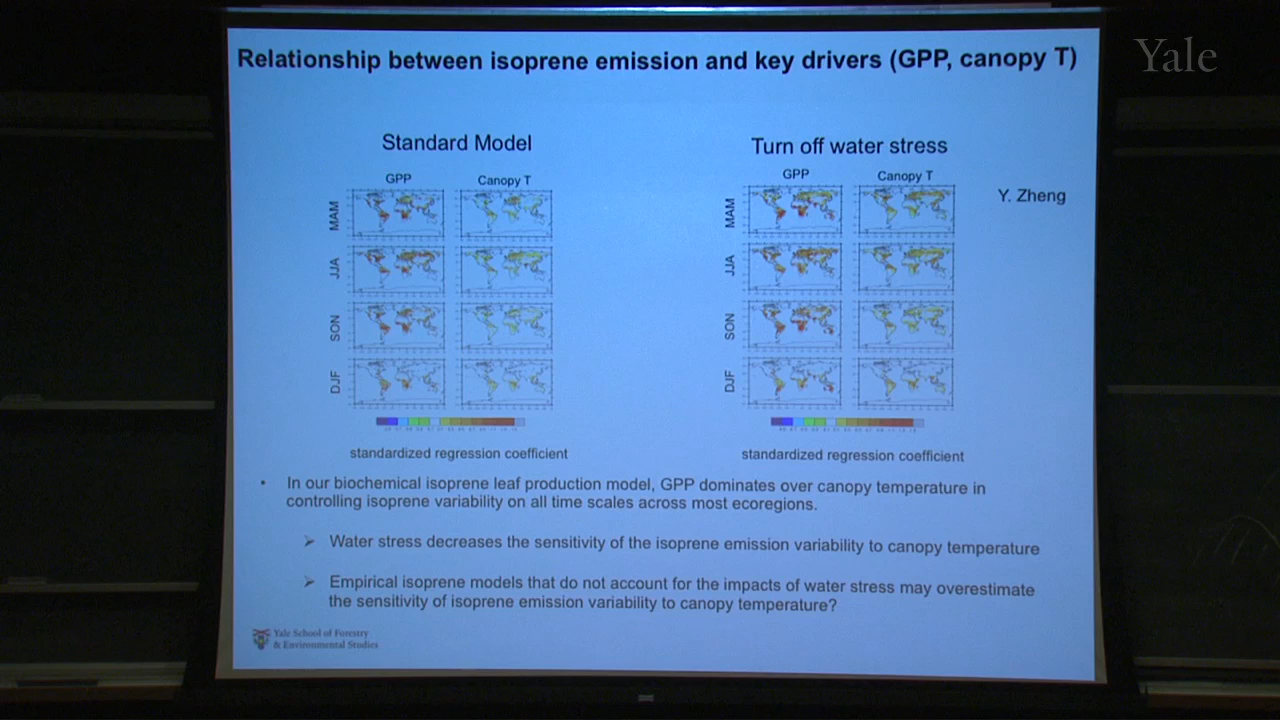 Relationship between isoprene emission and key drivers (GPP, canopy T)
Yale
Standard Model
Turn off water stress
GPP
Canopy T
GPP
Canopy T
Y. Zheng
MAM
MAM
JJA
JJA
SON
SON
DJF
DJF
standardized regression coefficient
standardized regression coefficient
• In our biochemical isoprene leaf production model, GPP dominates over canopy temperature in
controlling isoprene variability on all time scales across most ecoregions.
➢ Water stress decreases the sensitivity of the isoprene emission variability to canopy temperature
➢ Empirical isoprene models that do not account for the impacts of water stress may overestimate
the sensitivity of isoprene emission variability to canopy temperature?
Yale School of Forestry
& Environmental Studies